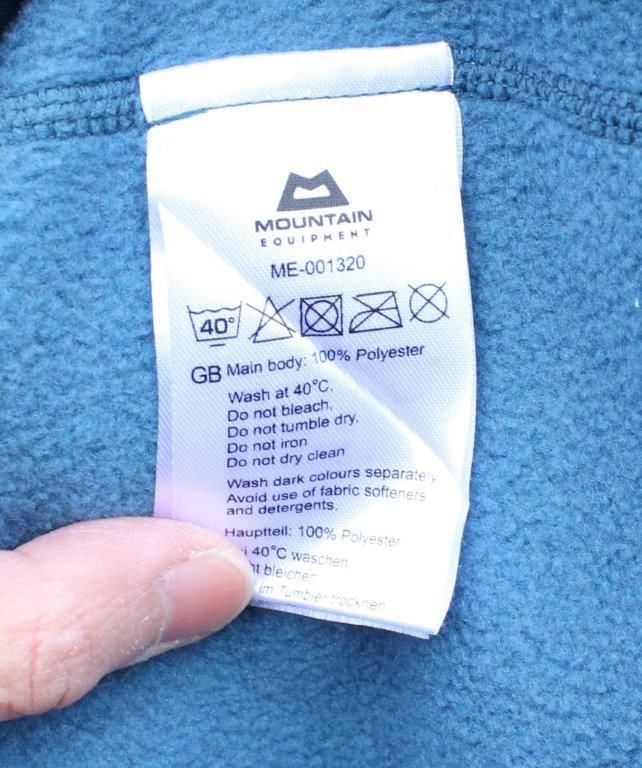 MOUNTAIN
EQUIPMENT
ME-001320
40°
GB Main body: 100% Polyester
Wash at 40°C,
Do not bleach,
Do not tumble dry,
Do not iron
Do not dry clean
Wash dark colours separately
Avoid use of fabric softeners
and detergents.
Hauptteil: 100% Polyester
40°C waschen
bleichen
im Tumbler trocknen